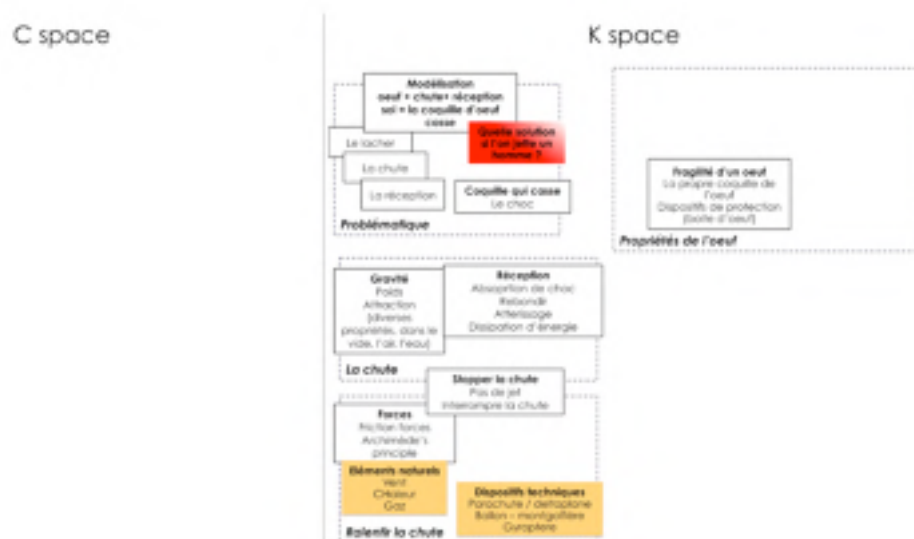 C space
K space
Modélisation
oeuf + chute+ réception
sol = la coquille d'oeuf
casse
Quelle solution
si l'on jette un
homme ?
Le lacher
La chute
La réception
Coquille qui casse
Le choc
Problématique
Fragilité d'un oeuf
La propre coquille de
l'oeuf
Dispositifs de protection
(boite d'oeuf)
Propriétés de l'oeuf
Gravité
Poids
Attraction
(diverses
propriétés, dans le
vide, l'air, l'eau)
Réception
Absorption de choc
Rebondir
Atterissage
Dissipation d'énergie
La chute
Stopper la chute
Pas de jet
Interrompre la chute
Forces
Friction forces
Archimède's
principle
Eléments naturels
Vent
CHaleur
Gaz
Dispositifs techniques
Parachute / deltaplane
Ballon – montgolfière
Gyroptère
Ralentir la chute